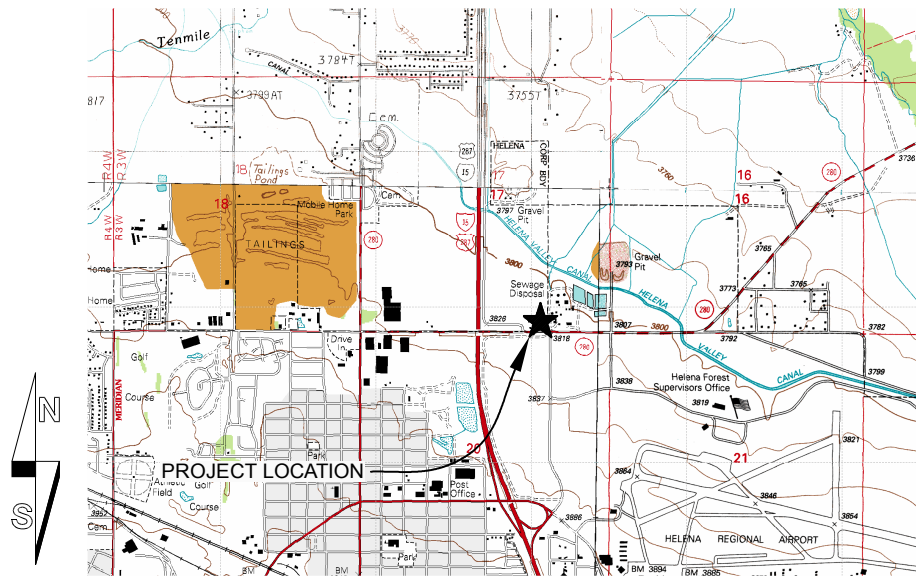 Tenmile
CANAL
3784T
3799AT
3755T
817
Cem.
287
15
HELENA
CORP BDY
R4W
R3W
18
Tailings
Pond
17
3760
16
280
3736
18
Mobile Home
Park
Cem
17
3797
Gravel
Pit
16
R4W
R3W
TAILINGS
280
15
287
HELENA VALLEY CANAL
3800
3793
Gravel
Pit
3765
Home
Home
Sewage
Disposal
HELENA
3773
3765
280
3826
3818
3807
3800
3792
3782
280
VALLEY
CANAL
3799
Drive
In
Golf
Course
MERIDIAN
3838
Helena Forest
Supervisors Office
3837
3819
3821
N
S
20
21
Park
PROJECT LOCATION
Athletic
Field
Golf
Course
Post
Office
3864
3846
3854
3952
Cem
3886
HELENA REGIONAL AIRPORT
Park
BM
BM
BM 3894
BM 3885